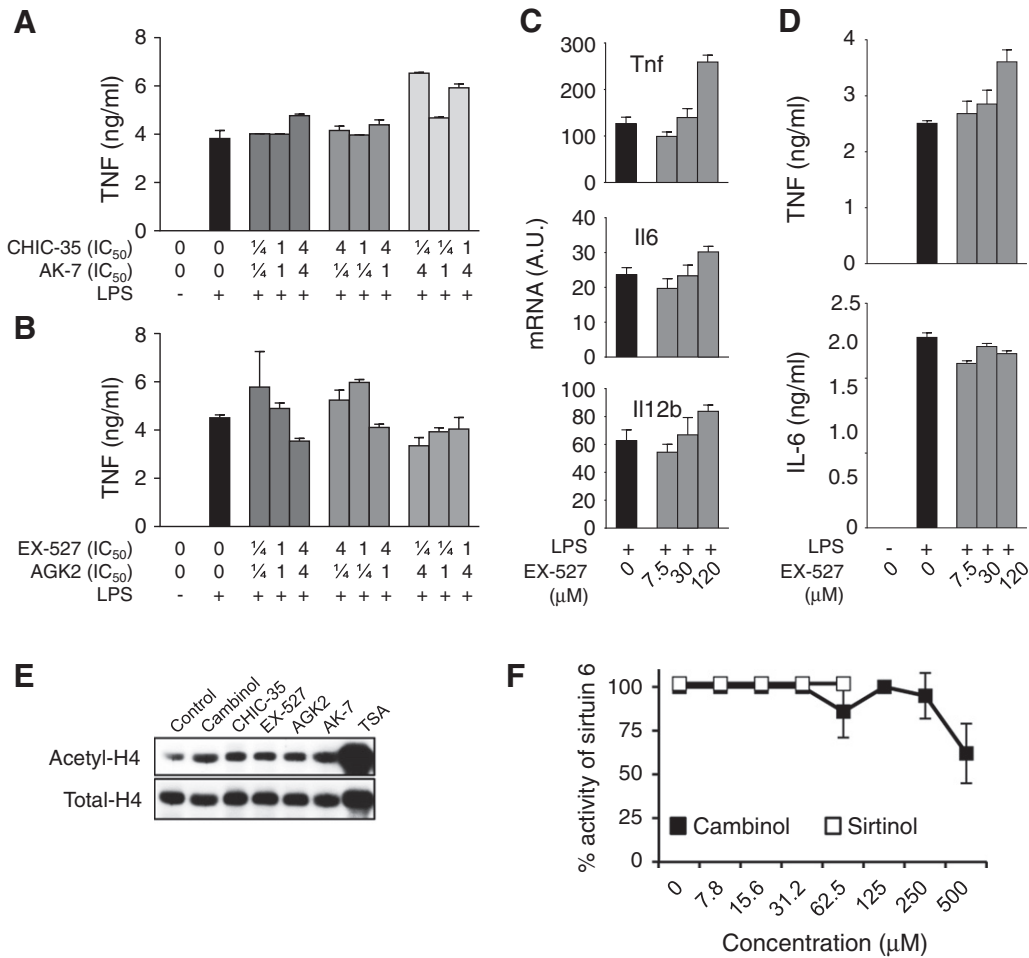 A
TNF (ng/ml)
8
6
4
2
0
CHIC-35 (IC50) 0 0 ¼ 1 4 4 1 4 ¼ ¼ 1
AK-7 (IC50) 0 0 ¼ 1 4 ¼ ¼ 1 4 1 4
LPS - + + + + + + + + + +
B
TNF (ng/ml)
8
6
4
2
0
EX-527 (IC50) 0 0 ¼ 1 4 4 1 4 ¼ ¼ 1
AGK2 (IC50) 0 0 ¼ 1 4 ¼ ¼ 1 4 1 4
LPS - + + + + + + + + + +
C
mRNA (A.U.)
Tnf
300
200
100
0
Il6
40
30
20
10
0
Il12b
100
80
60
40
20
0
LPS + + + +
EX-527 0 7.5 30 120
(µM)
D
TNF (ng/ml)
4
3
2
1
0
IL-6 (ng/ml)
2.5
2.0
1.5
1.0
0.5
0
LPS - + + + +
EX-527 0 0 7.5 30 120
(µM)
E
Control Cambinol CHIC-35 EX-527 AGK2 AK-7 TSA
Acetyl-H4
Total-H4
F
% activity of sirtuin 6
100
75
50
25
0
Cambinol Sirtinol
0 7.8 15.6 31.2 62.5 125 250 500
Concentration (µM)